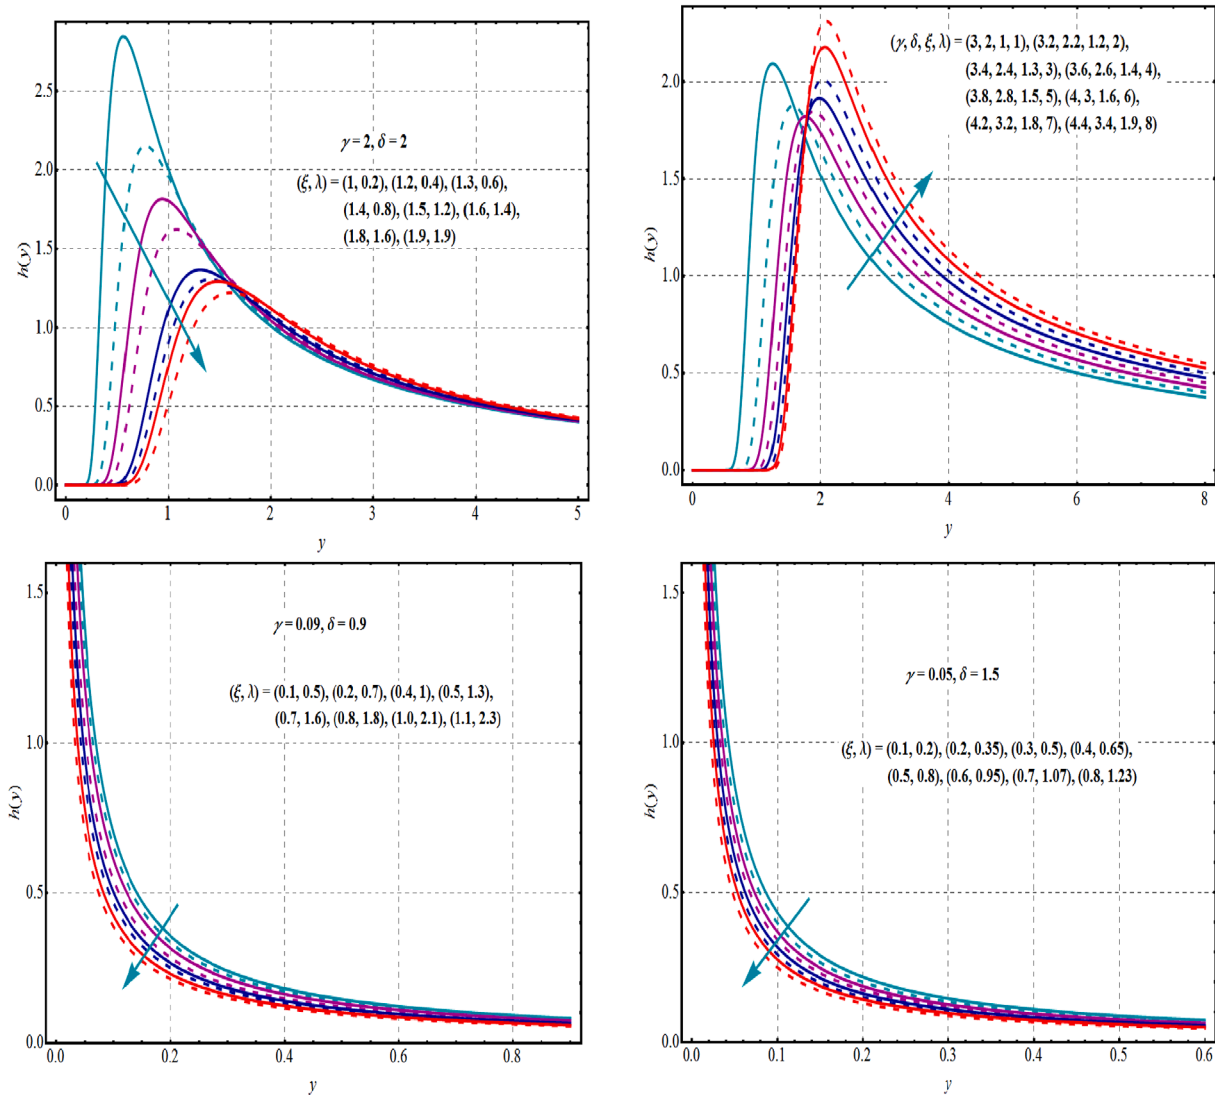 γ = 2, δ = 2
(ξ, λ) = (1, 0.2), (1.2, 0.4), (1.3, 0.6),
(1.4, 0.8), (1.5, 1.2), (1.6, 1.4),
(1.8, 1.6), (1.9, 1.9)
h(y)
2.5
2.0
1.5
1.0
0.5
0.0
0 1 2 3 4 5
y
(γ, δ, ξ, λ) = (3, 2, 1, 1), (3.2, 2.2, 1.2, 2),
(3.4, 2.4, 1.3, 3), (3.6, 2.6, 1.4, 4),
(3.8, 2.8, 1.5, 5), (4, 3, 1.6, 6),
(4.2, 3.2, 1.8, 7), (4.4, 3.4, 1.9, 8)
h(y)
2.0
1.5
1.0
0.5
0.0
0 2 4 6 8
y
γ = 0.09, δ = 0.9
(ξ, λ) = (0.1, 0.5), (0.2, 0.7), (0.4, 1), (0.5, 1.3),
(0.7, 1.6), (0.8, 1.8), (1.0, 2.1), (1.1, 2.3)
h(y)
1.5
1.0
0.5
0.0
0.0 0.2 0.4 0.6 0.8
y
γ = 0.05, δ = 1.5
(ξ, λ) = (0.1, 0.2), (0.2, 0.35), (0.3, 0.5), (0.4, 0.65),
(0.5, 0.8), (0.6, 0.95), (0.7, 1.07), (0.8, 1.23)
h(y)
1.5
1.0
0.5
0.0
0.0 0.1 0.2 0.3 0.4 0.5 0.6
y